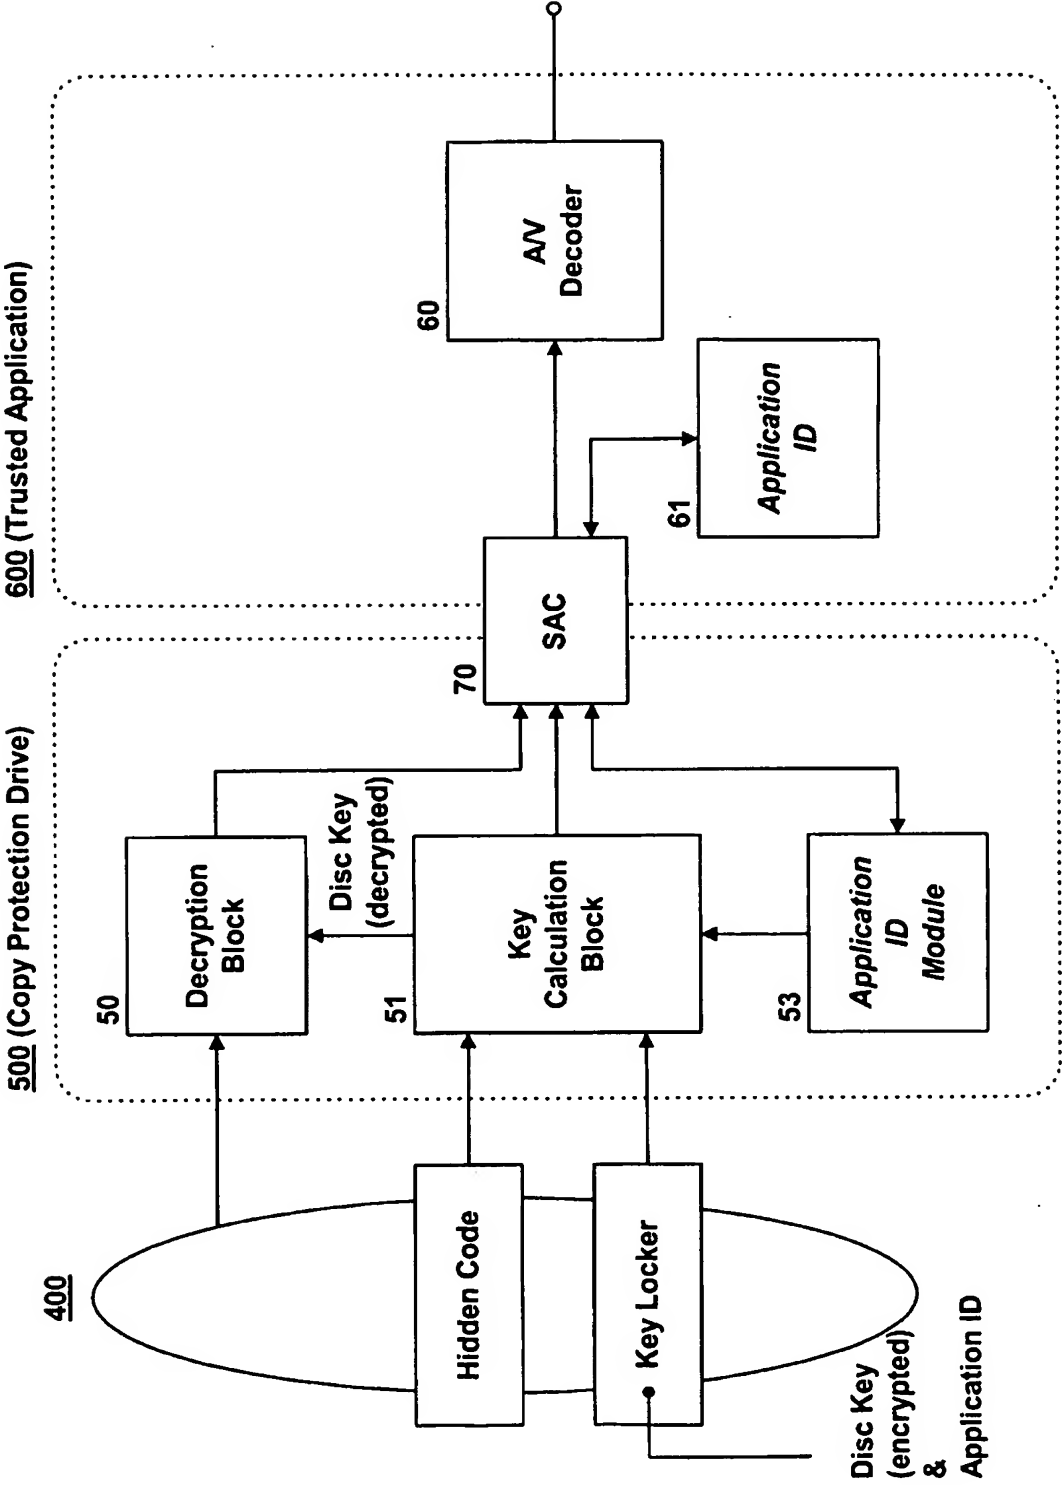 500 (Copy Protection Drive)
600 (Trusted Application)
400
50
Decryption
Block
Disc Key
(decrypted)
70
SAC
60
A/V
Decoder
Hidden Code
51
Key
Calculation
Block
61
Application
ID
Key Locker
53
Application
ID
Module
Disc Key
(encrypted)
&
Application ID